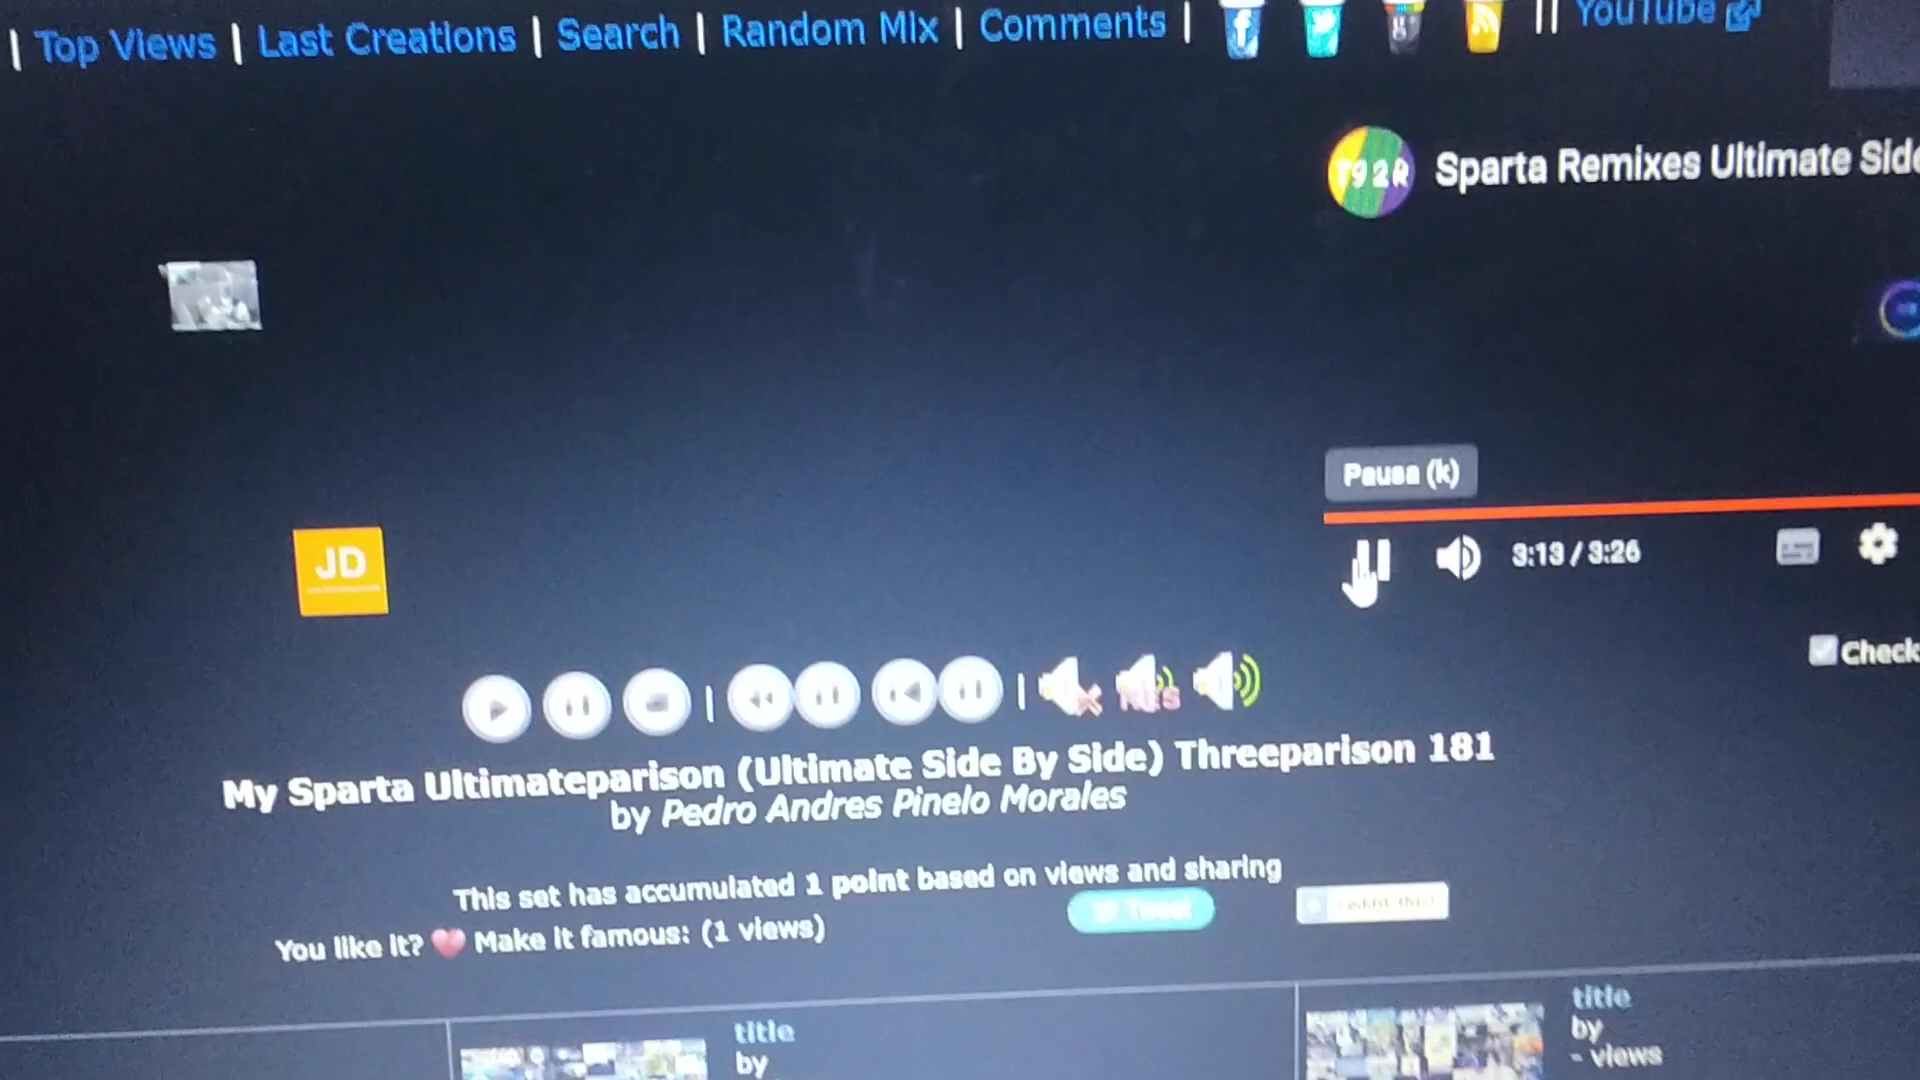 | Top Views | Last Creations | Search | Random Mix | Comments | || YouTube
T92R Sparta Remixes Ultimate Side
Pausa (k)
JD
3:13 / 3:26
Check
My Sparta Ultimateparison (Ultimate Side By Side) Threeparison 181
by Pedro Andres Pinelo Morales
This set has accumulated 1 point based on views and sharing
You like it? Make it famous: (1 views)
Tweet
title
by
title
by
- views